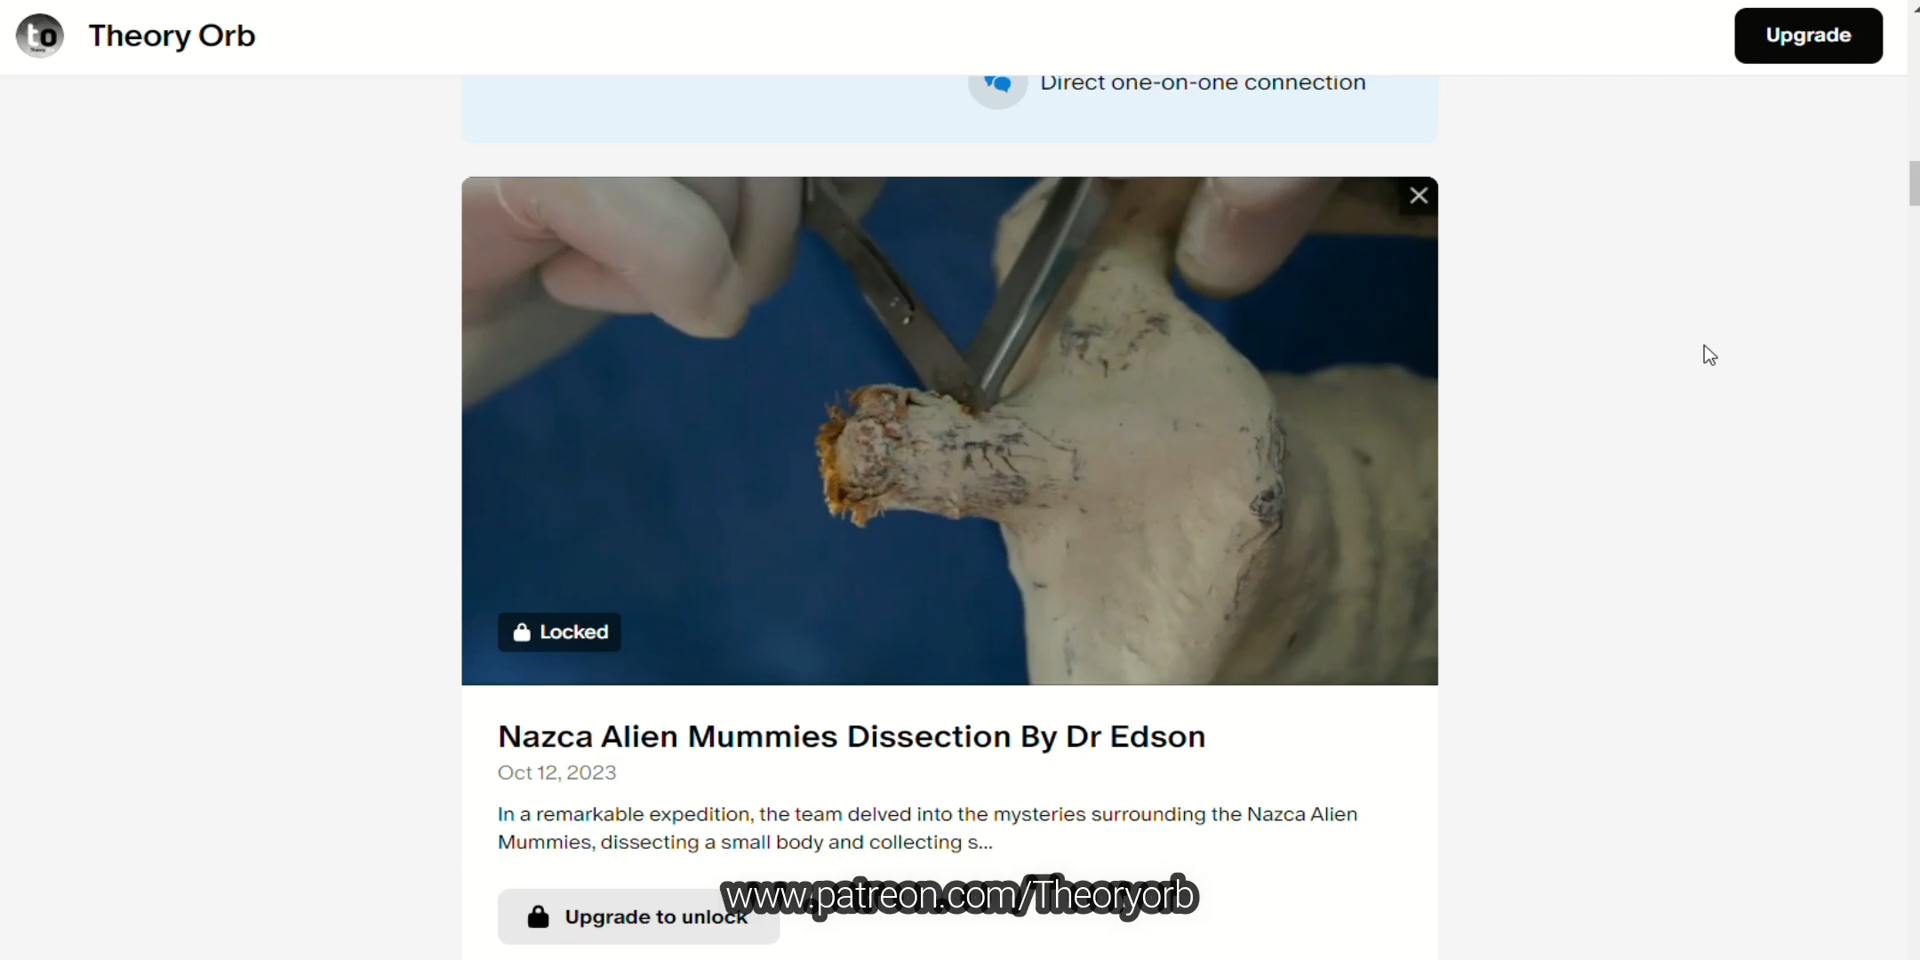 to
Theory Orb
Upgrade
Direct one-on-one connection
Locked
Nazca Alien Mummies Dissection By Dr Edson
Oct 12, 2023
In a remarkable expedition, the team delved into the mysteries surrounding the Nazca Alien
Mummies, dissecting a small body and collecting s...
www.patreon.com/Theoryorb
Upgrade to unlock